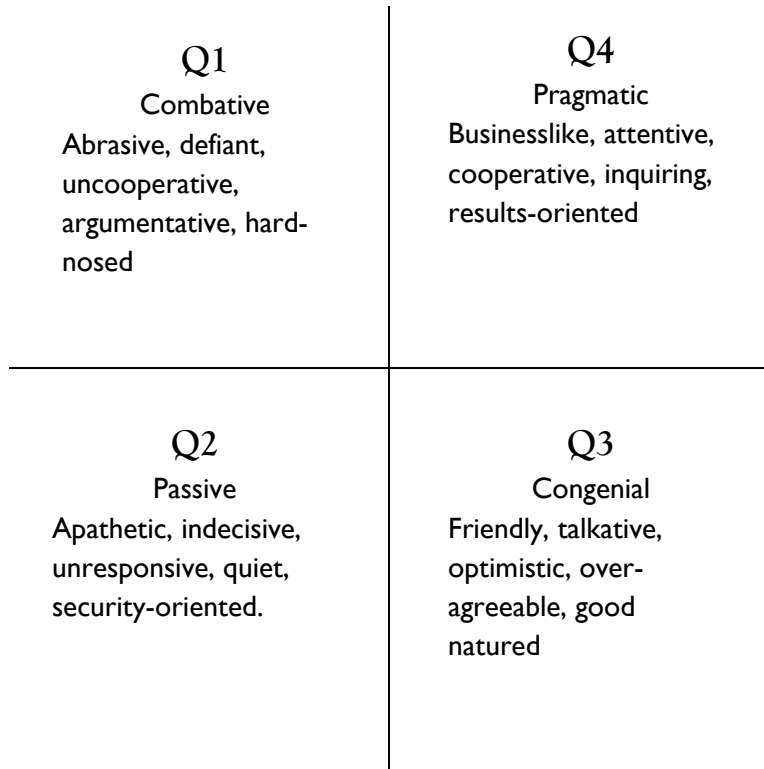 Q1
Combative
Abrasive, defiant,
uncooperative,
argumentative, hard-
nosed
Q4
Pragmatic
Businesslike, attentive,
cooperative, inquiring,
results-oriented
Q2
Passive
Apathetic, indecisive,
unresponsive, quiet,
security-oriented.
Q3
Congenial
Friendly, talkative,
optimistic, over-
agreeable, good
natured